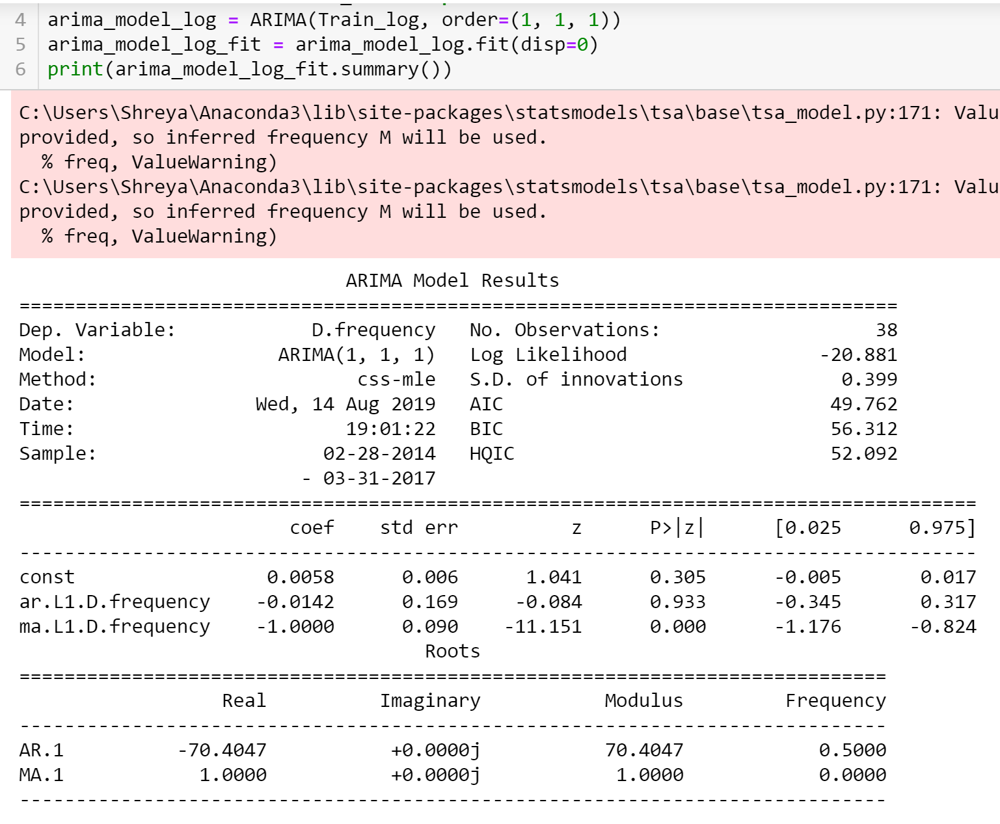 4 arima_model_log = ARIMA(Train_log, order=(1, 1, 1))
5 arima_model_log_fit = arima_model_log.fit(disp=0)
6 print(arima_model_log_fit.summary())
C:\Users\Shreya\Anaconda3\lib\site-packages\statsmodels\tsa\base\tsa_model.py:171: Valu
provided, so inferred frequency M will be used.
  % freq, ValueWarning)
C:\Users\Shreya\Anaconda3\lib\site-packages\statsmodels\tsa\base\tsa_model.py:171: Valu
provided, so inferred frequency M will be used.
  % freq, ValueWarning)
ARIMA Model Results
==============================================================================
Dep. Variable: D.frequency No. Observations: 38
Model: ARIMA(1, 1, 1) Log Likelihood -20.881
Method: css-mle S.D. of innovations 0.399
Date: Wed, 14 Aug 2019 AIC 49.762
Time: 19:01:22 BIC 56.312
Sample: 02-28-2014 HQIC 52.092
- 03-31-2017
=====================================================================================
coef std err z P>|z| [0.025 0.975]
-------------------------------------------------------------------------------------
const 0.0058 0.006 1.041 0.305 -0.005 0.017
ar.L1.D.frequency -0.0142 0.169 -0.084 0.933 -0.345 0.317
ma.L1.D.frequency -1.0000 0.090 -11.151 0.000 -1.176 -0.824
Roots
=============================================================================
Real Imaginary Modulus Frequency
-----------------------------------------------------------------------------
AR.1 -70.4047 +0.0000j 70.4047 0.5000
MA.1 1.0000 +0.0000j 1.0000 0.0000
-----------------------------------------------------------------------------